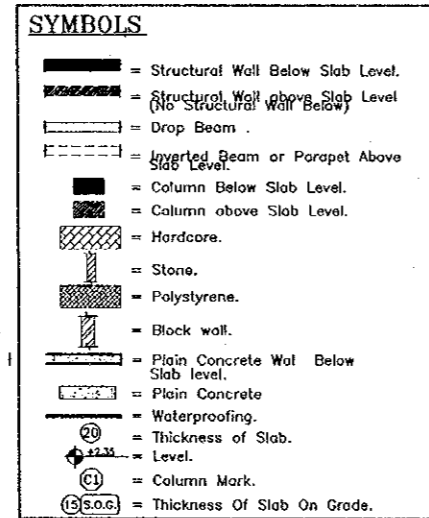 SYMBOLS
= Structural Wall Below Slab Level.
= Structural Wall above Slab Level
(No Structural Wall Below)
= Drop Beam .
= Inverted Beam or Parapet Above
Slab Level.
= Column Below Slab Level.
= Column above Slab Level.
= Hardcore.
= Stone.
= Polystyrene.
= Block wall.
= Plain Concrete Wal Below
Slab level.
= Plain Concrete
= Waterproofing.
20 = Thickness of Slab.
+2.35 = Level.
C1 = Column Mark.
15 S.O.G. = Thickness Of Slab On Grade.